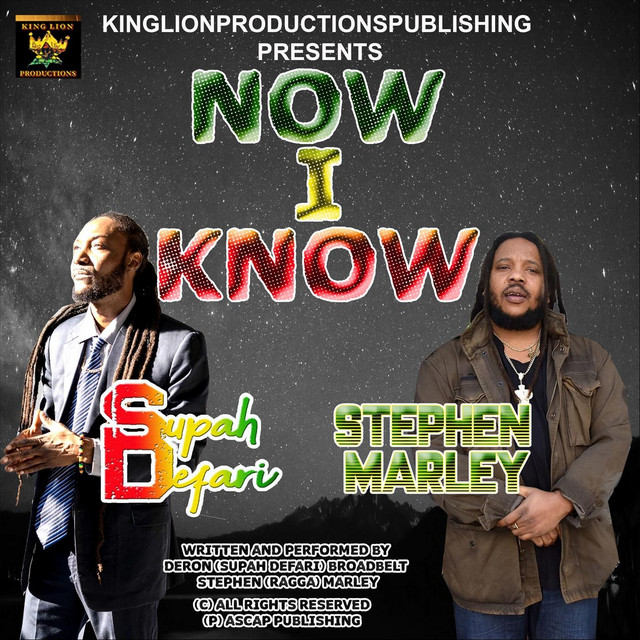 KING LION
PRODUCTIONS
KINGLIONPRODUCTIONSPUBLISHING
PRESENTS
NOW
I
KNOW
Supah
Defari
STEPHEN
MARLEY
WRITTEN AND PERFORMED BY
DERON (SUPAH DEFARI) BROADBELT
STEPHEN (RAGGA) MARLEY
(C) ALL RIGHTS RESERVED
(P) ASCAP PUBLISHING